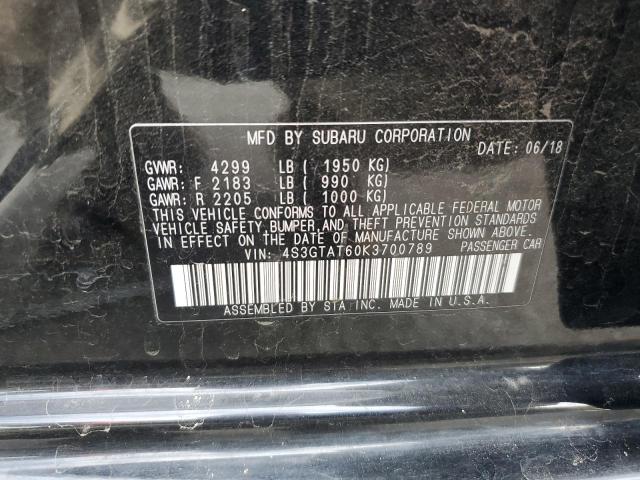 MFD BY SUBARU CORPORATION
DATE: 06/18
GVWR: 4299 LB ( 1950 KG)
GAWR: F 2183 LB ( 990 KG)
GAWR: R 2205 LB ( 1000 KG)
THIS VEHICLE CONFORMS TO ALL APPLICABLE FEDERAL MOTOR
VEHICLE SAFETY,BUMPER,AND THEFT PREVENTION STANDARDS
IN EFFECT ON THE DATE OF MANUFACTURE SHOWN ABOVE.
VIN: 4S3GTAT60K3700789
PASSENGER CAR
ASSEMBLED BY SIA INC. MADE IN U.S.A.